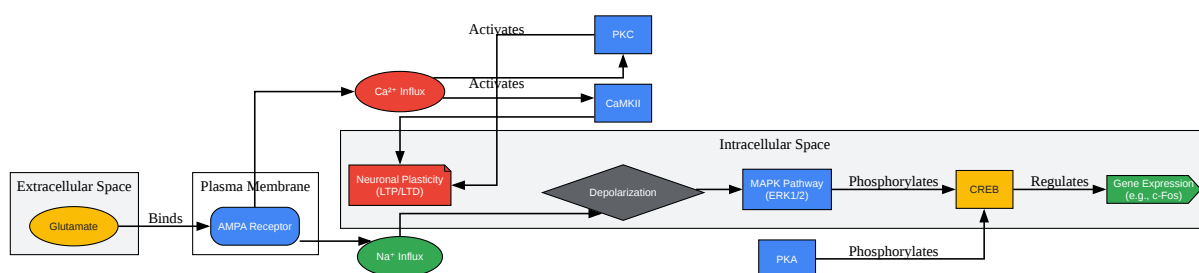 Activates
PKC
Activates
Ca²⁺ Influx
CaMKII
Intracellular Space
Extracellular Space
Plasma Membrane
Neuronal Plasticity
(LTP/LTD)
Depolarization
MAPK Pathway
(ERK1/2)
Phosphorylates
CREB
Regulates
Gene Expression
(e.g., c-Fos)
Glutamate
Binds
AMPA Receptor
Na⁺ Influx
PKA
Phosphorylates